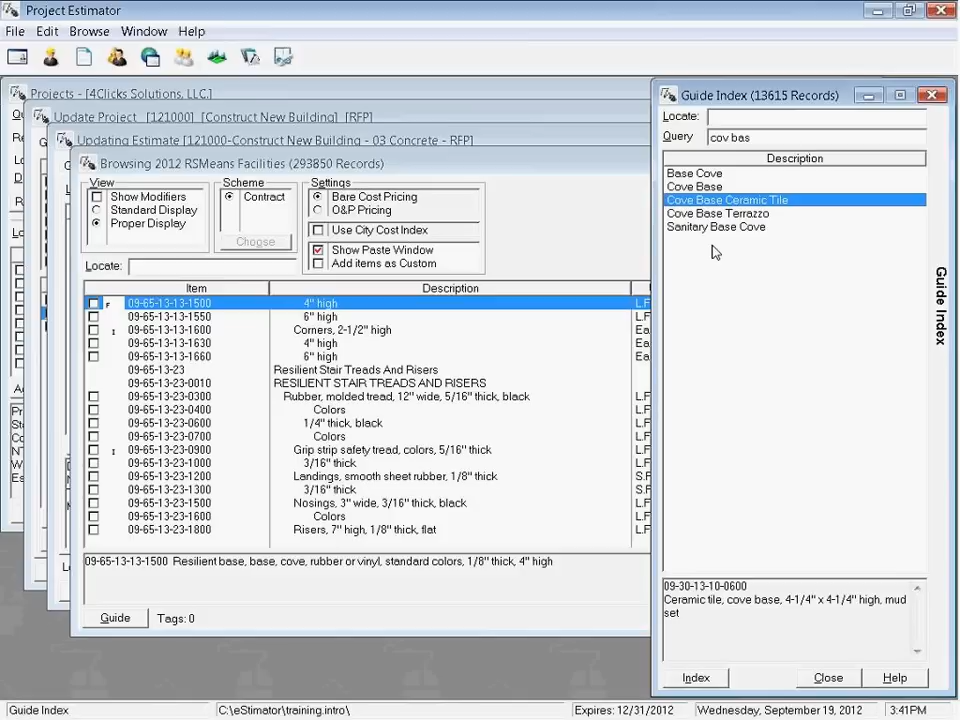 Project Estimator
File Edit Browse Window Help
Projects - [4Clicks Solutions, LLC.]
Update Project [121000] [Construct New Building] [RFP]
Updating Estimate [121000-Construct New Building - 03 Concrete - RFP]
Browsing 2012 RSMeans Facilities (293850 Records)
View
Show Modifiers
Standard Display
Proper Display
Scheme
Contract
Choose
Settings
Bare Cost Pricing
O&P Pricing
Use City Cost Index
Show Paste Window
Add items as Custom
Locate:
Item Description
F 09-65-13-13-1500 4" high L.F
09-65-13-13-1550 6" high L.F
I 09-65-13-13-1600 Corners, 2-1/2" high Ea
09-65-13-13-1630 4" high Ea
09-65-13-13-1660 6" high Ea
09-65-13-23 Resilient Stair Treads And Risers
09-65-13-23-0010 RESILIENT STAIR TREADS AND RISERS
09-65-13-23-0300 Rubber, molded tread, 12" wide, 5/16" thick, black L.F
09-65-13-23-0400 Colors L.F
09-65-13-23-0600 1/4" thick, black L.F
09-65-13-23-0700 Colors L.F
I 09-65-13-23-0900 Grip strip safety tread, colors, 5/16" thick L.F
09-65-13-23-1000 3/16" thick L.F
09-65-13-23-1200 Landings, smooth sheet rubber, 1/8" thick S.F
09-65-13-23-1300 3/16" thick S.F
09-65-13-23-1500 Nosings, 3" wide, 3/16" thick, black L.F
09-65-13-23-1600 Colors L.F
09-65-13-23-1800 Risers, 7" high, 1/8" thick, flat L.F
09-65-13-13-1500 Resilient base, base, cove, rubber or vinyl, standard colors, 1/8" thick, 4" high
Guide Tags: 0
Guide Index (13615 Records)
Locate:
Query cov bas
Description
Base Cove
Cove Base
Cove Base Ceramic Tile
Cove Base Terrazzo
Sanitary Base Cove
Guide Index
09-30-13-10-0600
Ceramic tile, cove base, 4-1/4" x 4-1/4" high, mud
set
Index Close Help
Guide Index C:\eStimator\training.intro\ Expires: 12/31/2012 Wednesday, September 19, 2012 3:41PM